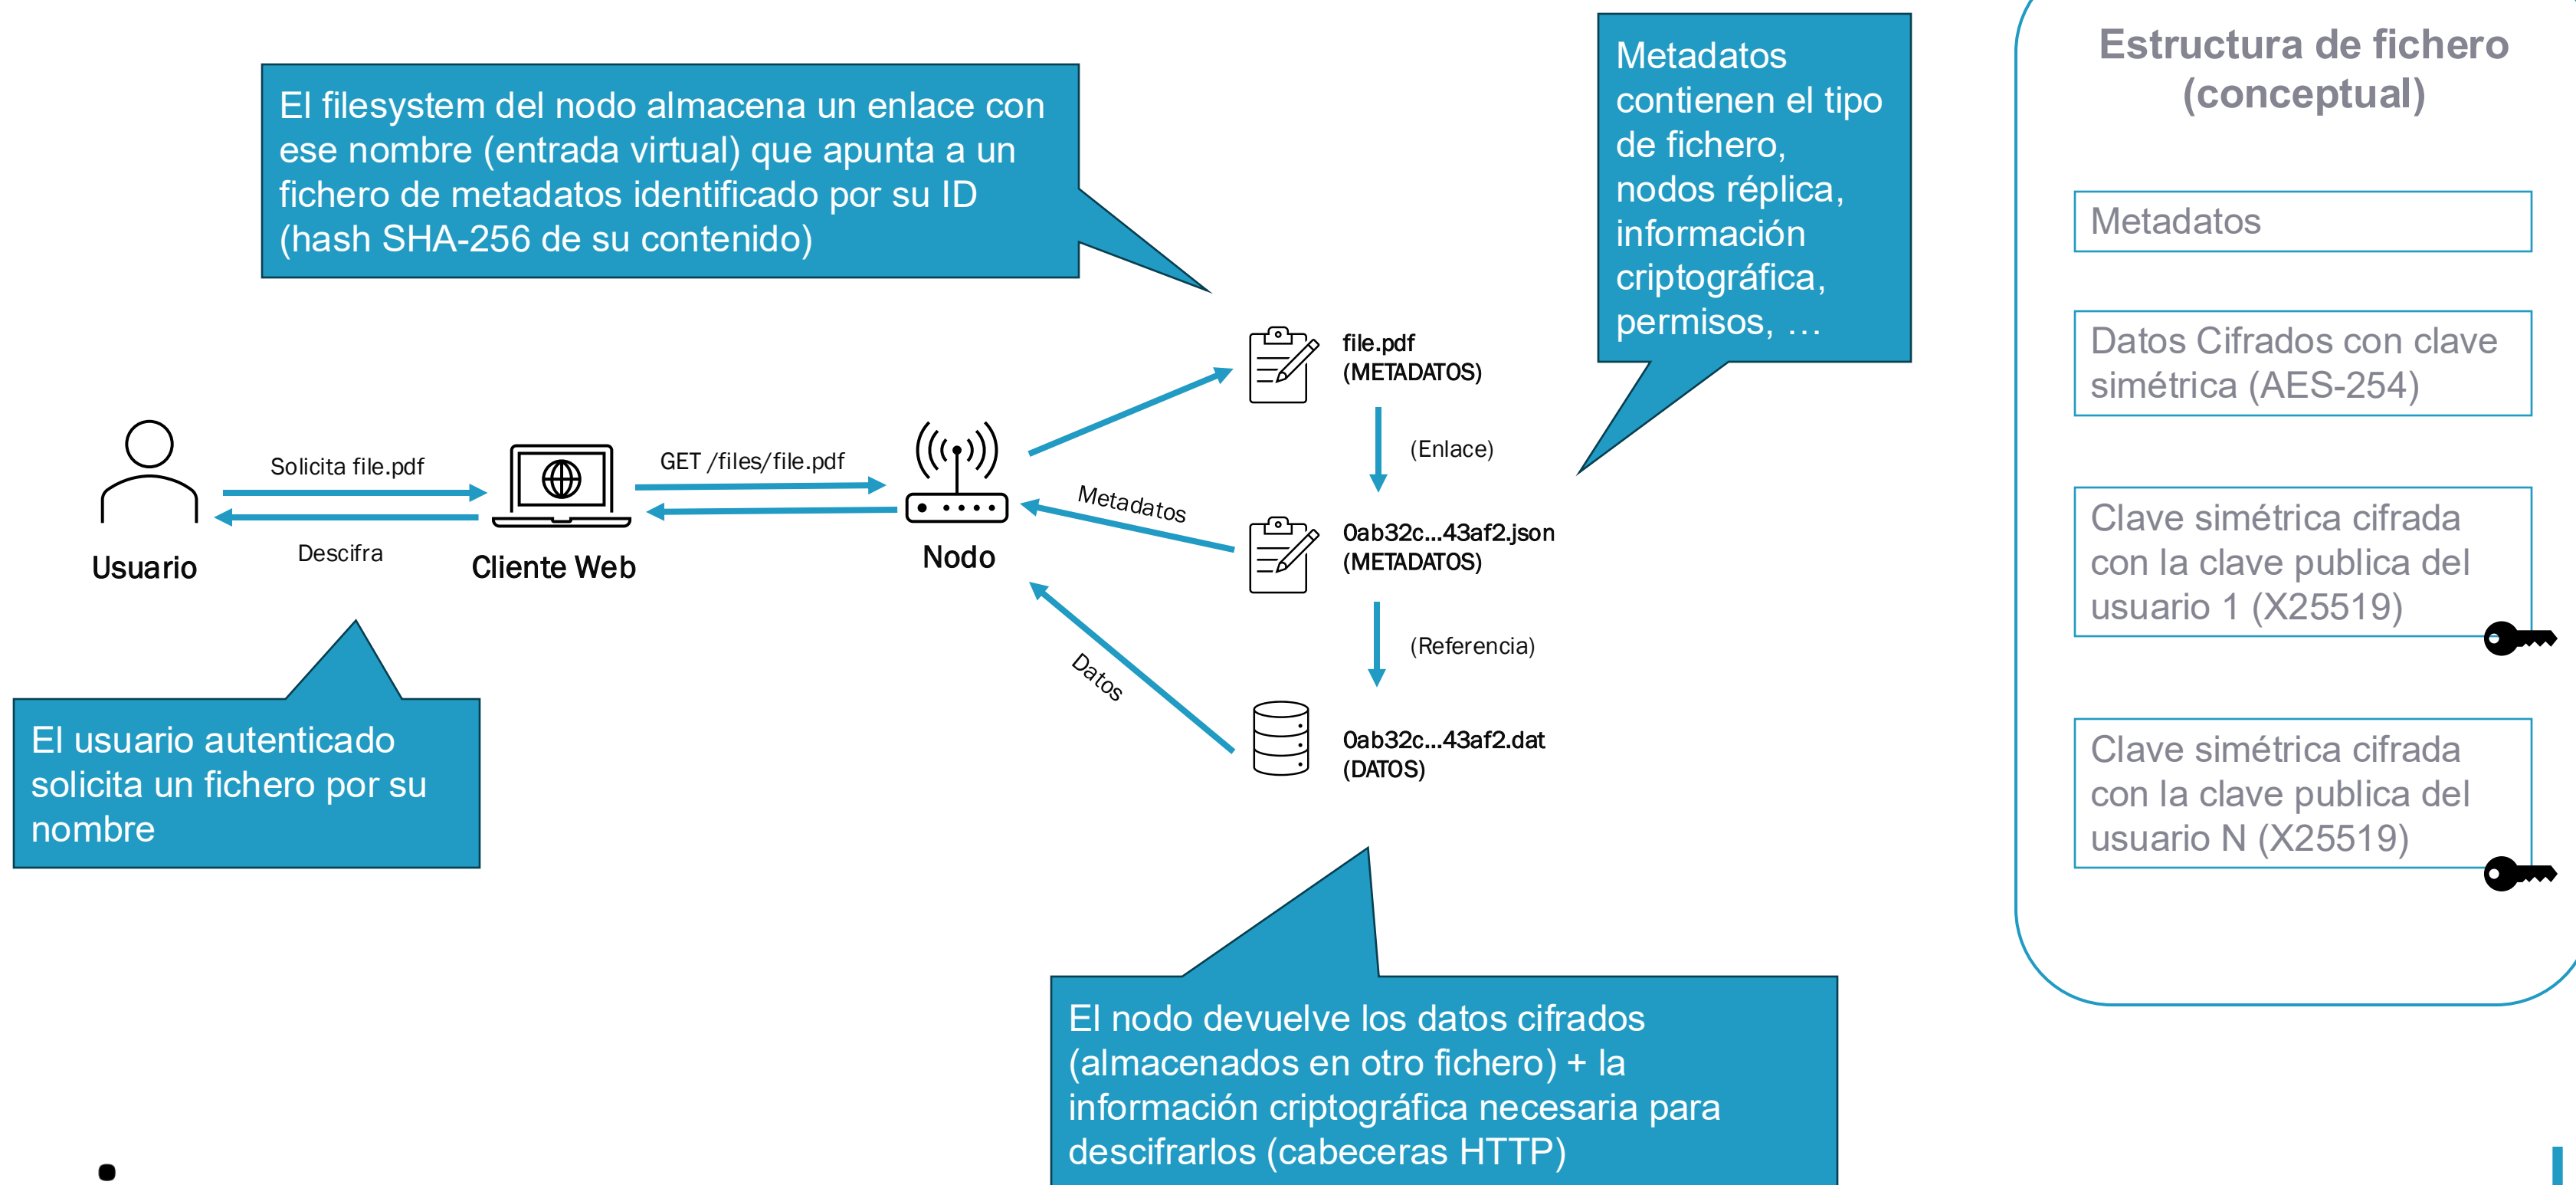 El filesystem del nodo almacena un enlace con
ese nombre (entrada virtual) que apunta a un
fichero de metadatos identificado por su ID
(hash SHA-256 de su contenido)
Metadatos
contienen el tipo
de fichero,
nodos réplica,
información
criptográfica,
permisos, …
Solicita file.pdf
Descifra
Usuario
Cliente Web
GET /files/file.pdf
Nodo
Metadatos
Datos
file.pdf
(METADATOS)
(Enlace)
0ab32c...43af2.json
(METADATOS)
(Referencia)
0ab32c...43af2.dat
(DATOS)
El usuario autenticado
solicita un fichero por su
nombre
El nodo devuelve los datos cifrados
(almacenados en otro fichero) + la
información criptográfica necesaria para
descifrarlos (cabeceras HTTP)
Estructura de fichero
(conceptual)
Metadatos
Datos Cifrados con clave
simétrica (AES-254)
Clave simétrica cifrada
con la clave publica del
usuario 1 (X25519)
Clave simétrica cifrada
con la clave publica del
usuario N (X25519)